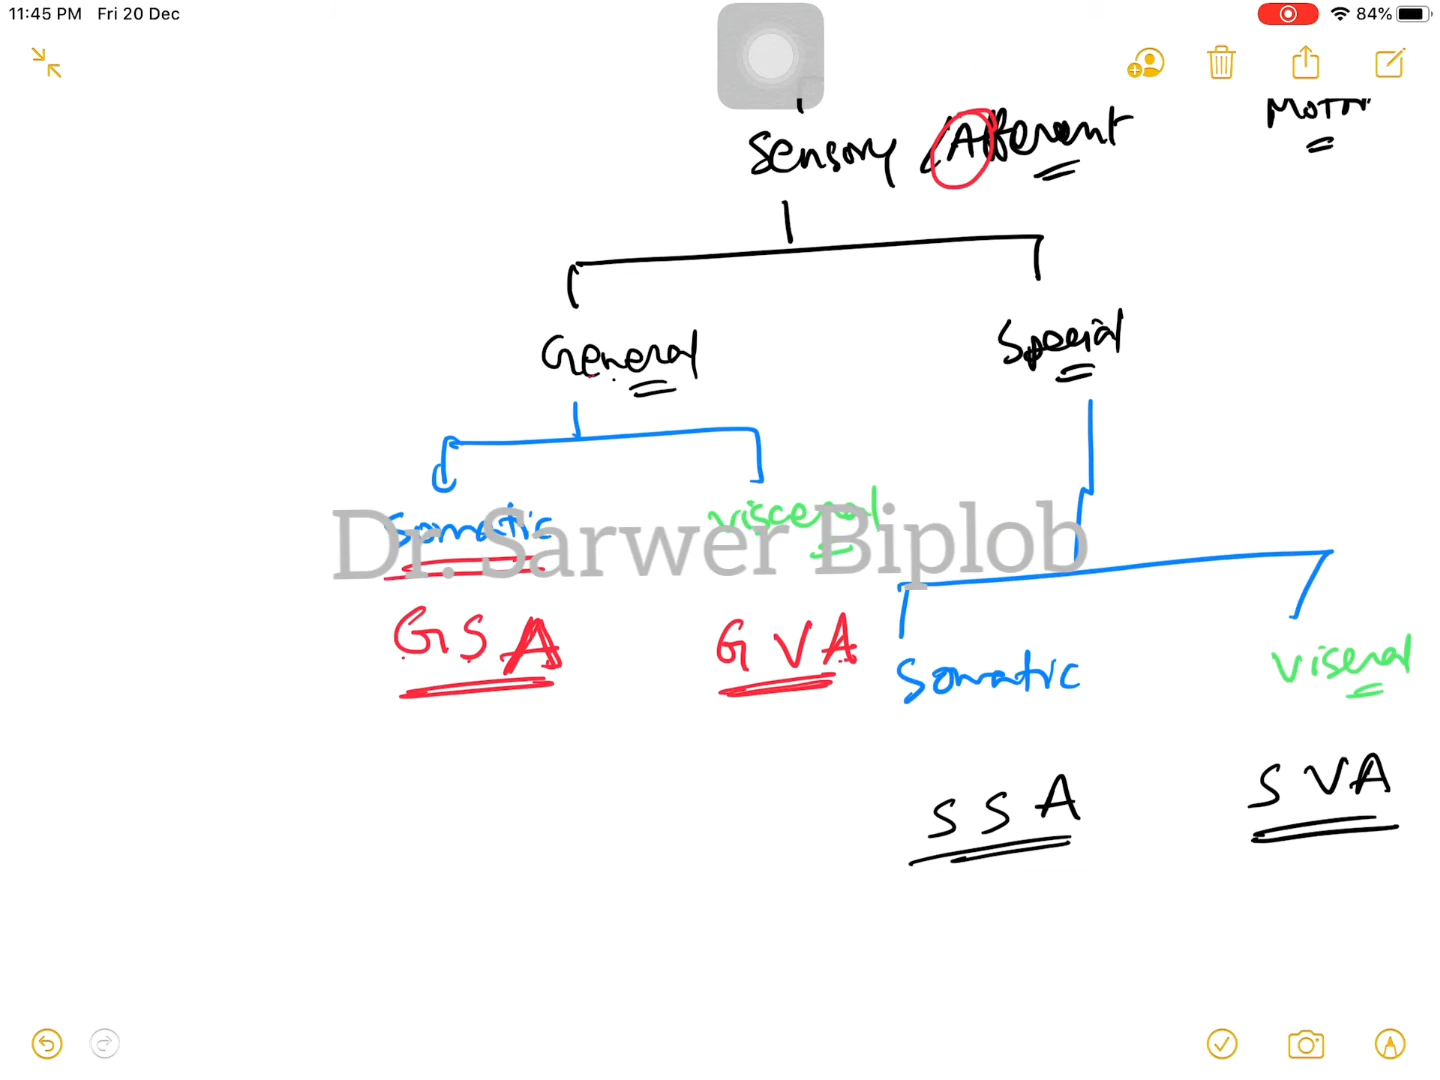 11:45 PM Fri 20 Dec 84%
Motor
Sensory /Afferent
General Special
Somatic visceral
Dr. Sarwer Biplob
GSA GVA
Somatic viseral
SSA SVA